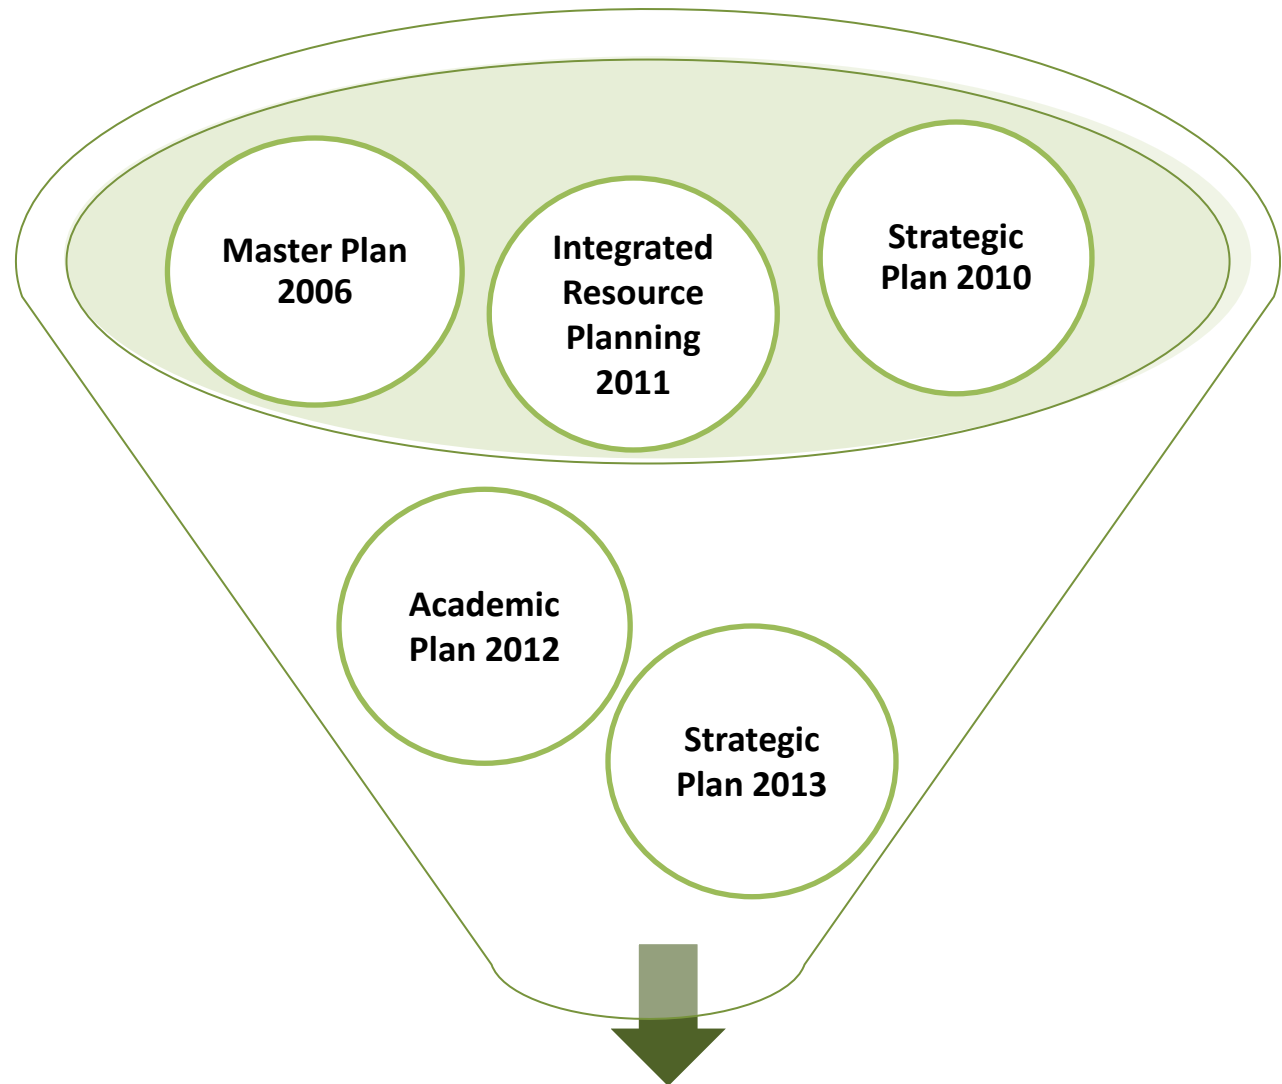 Master Plan
2006
Integrated
Resource
Planning
2011
Strategic
Plan 2010
Academic
Plan 2012
Strategic
Plan 2013